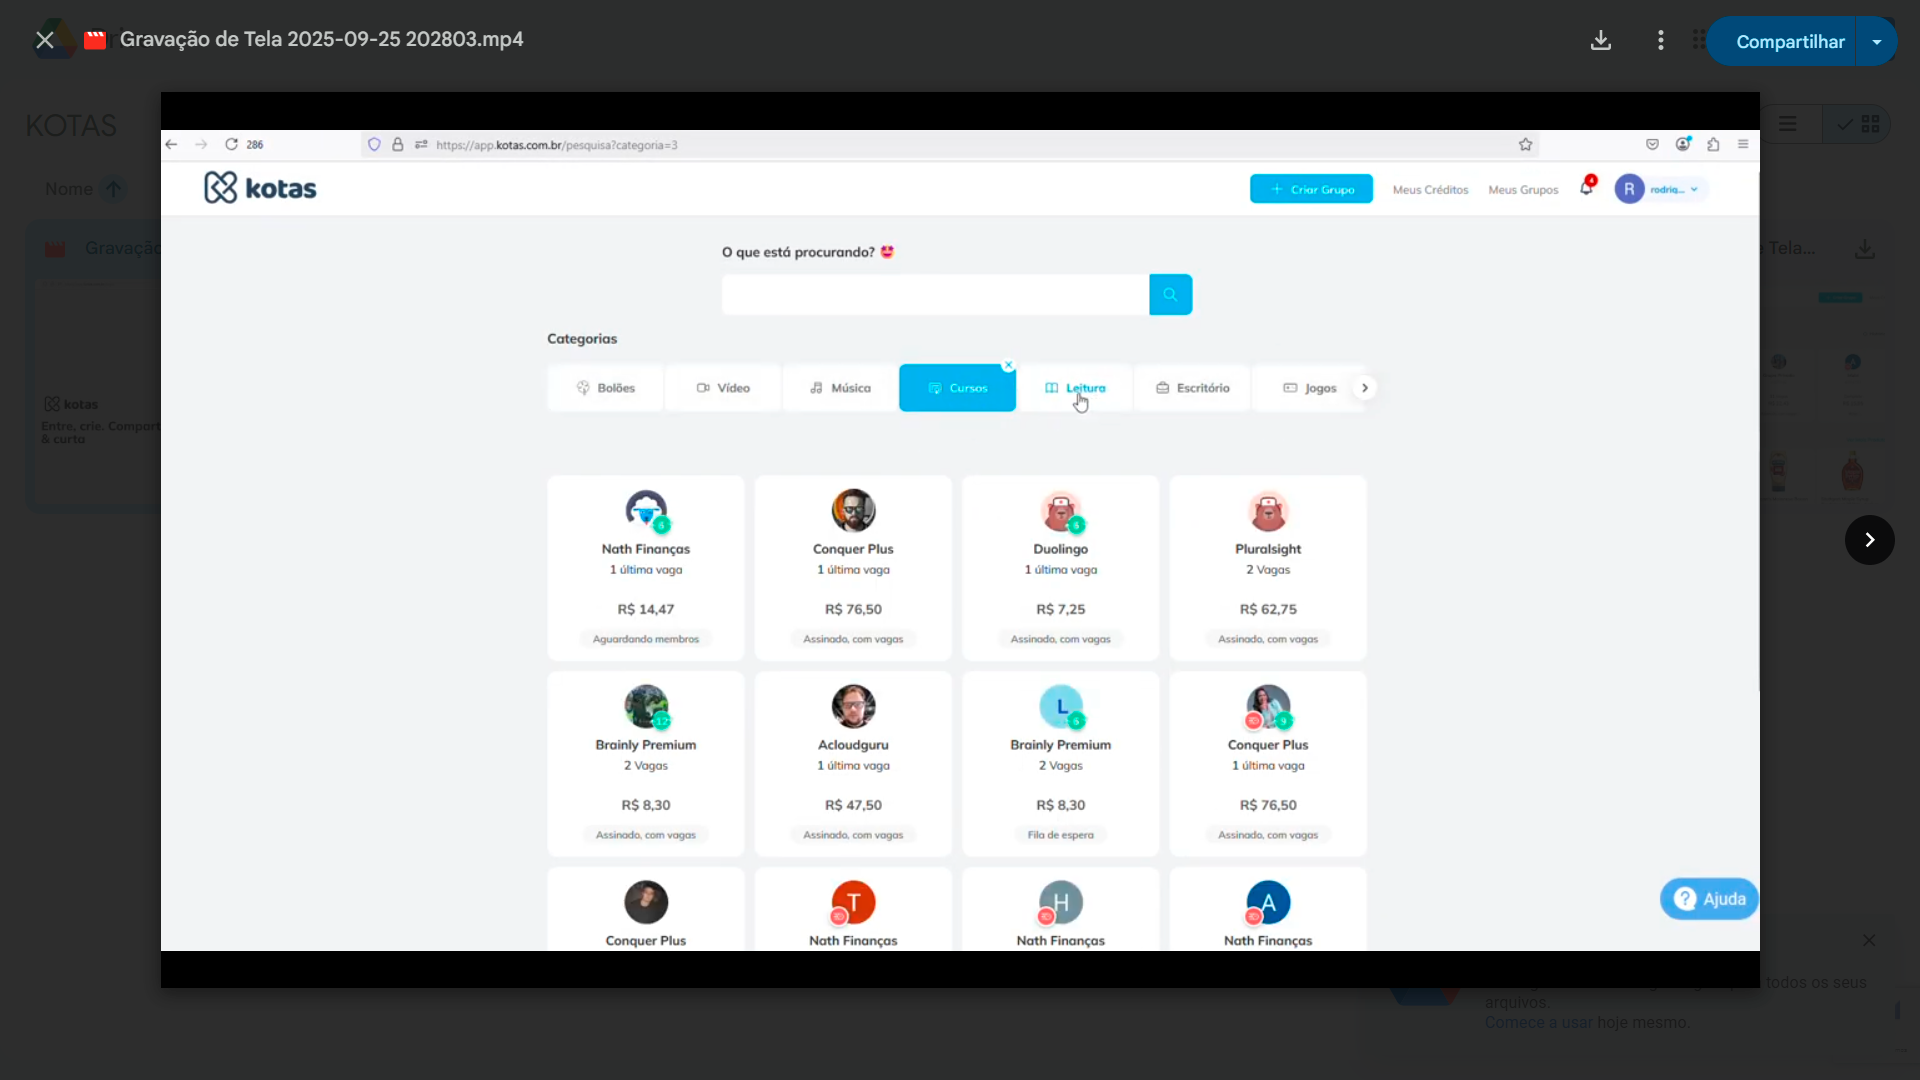 Gravação de Tela 2025-09-25 202803.mp4
Compartilhar
KOTAS
Nome
Gravação
Tela...
286
https://app.kotas.com.br/pesquisa?categoria=3
kotas
Criar Grupo
Meus Créditos
Meus Grupos
4
R
rodrig...
O que está procurando?
Categorias
Bolões
Vídeo
Música
Cursos
Leitura
Escritório
Jogos
kotas
Entre, crie. Compart
& curta
6
Nath Finanças
1 última vaga
R$ 14,47
Aguardando membros
Conquer Plus
1 última vaga
R$ 76,50
Assinado, com vagas
6
Duolingo
1 última vaga
R$ 7,25
Assinado, com vagas
Pluralsight
2 Vagas
R$ 62,75
Assinado, com vagas
12
Brainly Premium
2 Vagas
R$ 8,30
Assinado, com vagas
Acloudguru
1 última vaga
R$ 47,50
Assinado, com vagas
L
6
Brainly Premium
2 Vagas
R$ 8,30
Fila de espera
9
Conquer Plus
1 última vaga
R$ 76,50
Assinado, com vagas
Conquer Plus
T
Nath Finanças
H
Nath Finanças
A
Nath Finanças
Ajuda
todos os seus
arquivos.
Comece a usar hoje mesmo.